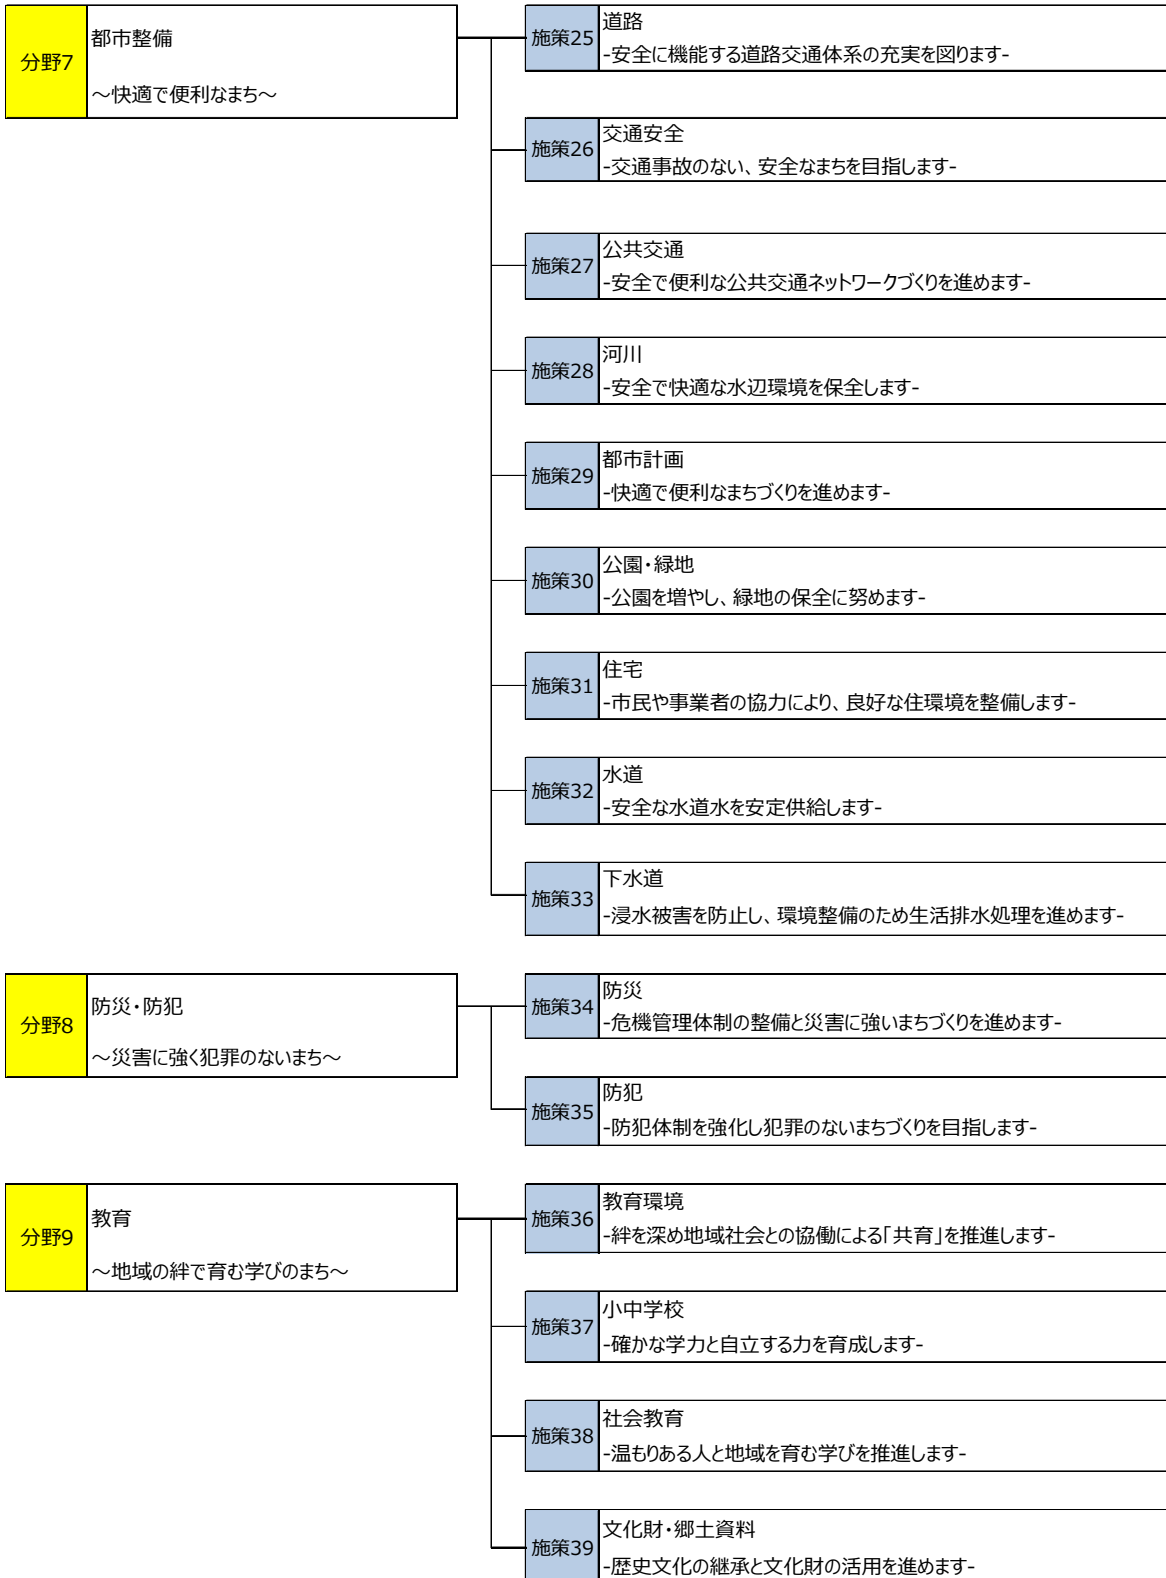 分野7
都市整備
～快適で便利なまち～
施策25
道路
-安全に機能する道路交通体系の充実を図ります-
施策26
交通安全
-交通事故のない、安全なまちを目指します-
施策27
公共交通
-安全で便利な公共交通ネットワークづくりを進めます-
施策28
河川
-安全で快適な水辺環境を保全します-
施策29
都市計画
-快適で便利なまちづくりを進めます-
施策30
公園・緑地
-公園を増やし、緑地の保全に努めます-
施策31
住宅
-市民や事業者の協力により、良好な住環境を整備します-
施策32
水道
-安全な水道水を安定供給します-
施策33
下水道
-浸水被害を防止し、環境整備のため生活排水処理を進めます-
分野8
防災・防犯
～災害に強く犯罪のないまち～
施策34
防災
-危機管理体制の整備と災害に強いまちづくりを進めます-
施策35
防犯
-防犯体制を強化し犯罪のないまちづくりを目指します-
分野9
教育
～地域の絆で育む学びのまち～
施策36
教育環境
-絆を深め地域社会との協働による「共育」を推進します-
施策37
小中学校
-確かな学力と自立する力を育成します-
施策38
社会教育
-温もりある人と地域を育む学びを推進します-
施策39
文化財・郷土資料
-歴史文化の継承と文化財の活用を進めます-